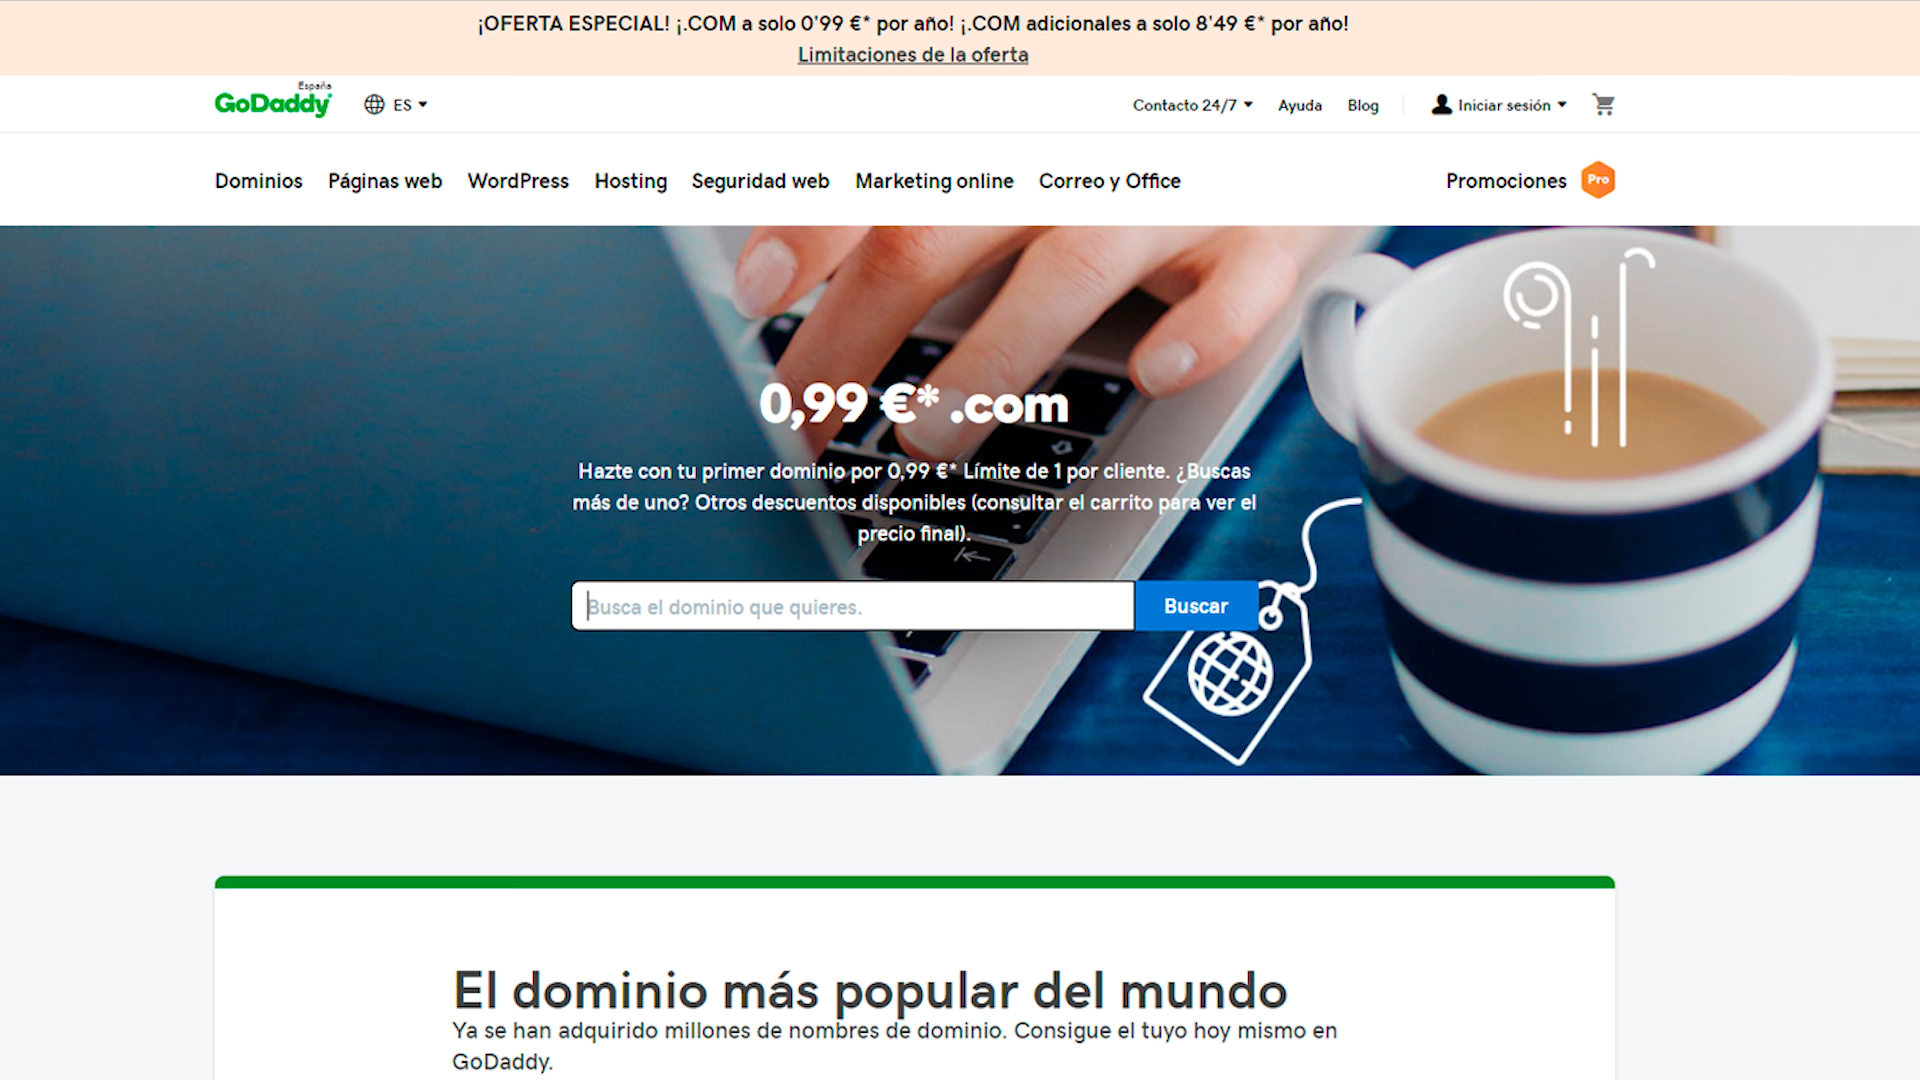 ¡OFERTA ESPECIAL! ¡.COM a solo 0'99 €* por año! ¡.COM adicionales a solo 8'49 €* por año!
Limitaciones de la oferta
España
GoDaddy
ES
Contacto 24/7
Ayuda
Blog
Iniciar sesión
Dominios
Páginas web
WordPress
Hosting
Seguridad web
Marketing online
Correo y Office
Promociones
Pro
0,99 €* .com
Hazte con tu primer dominio por 0,99 €* Límite de 1 por cliente. ¿Buscas
más de uno? Otros descuentos disponibles (consultar el carrito para ver el
precio final).
Busca el dominio que quieres.
Buscar
El dominio más popular del mundo
Ya se han adquirido millones de nombres de dominio. Consigue el tuyo hoy mismo en
GoDaddy.